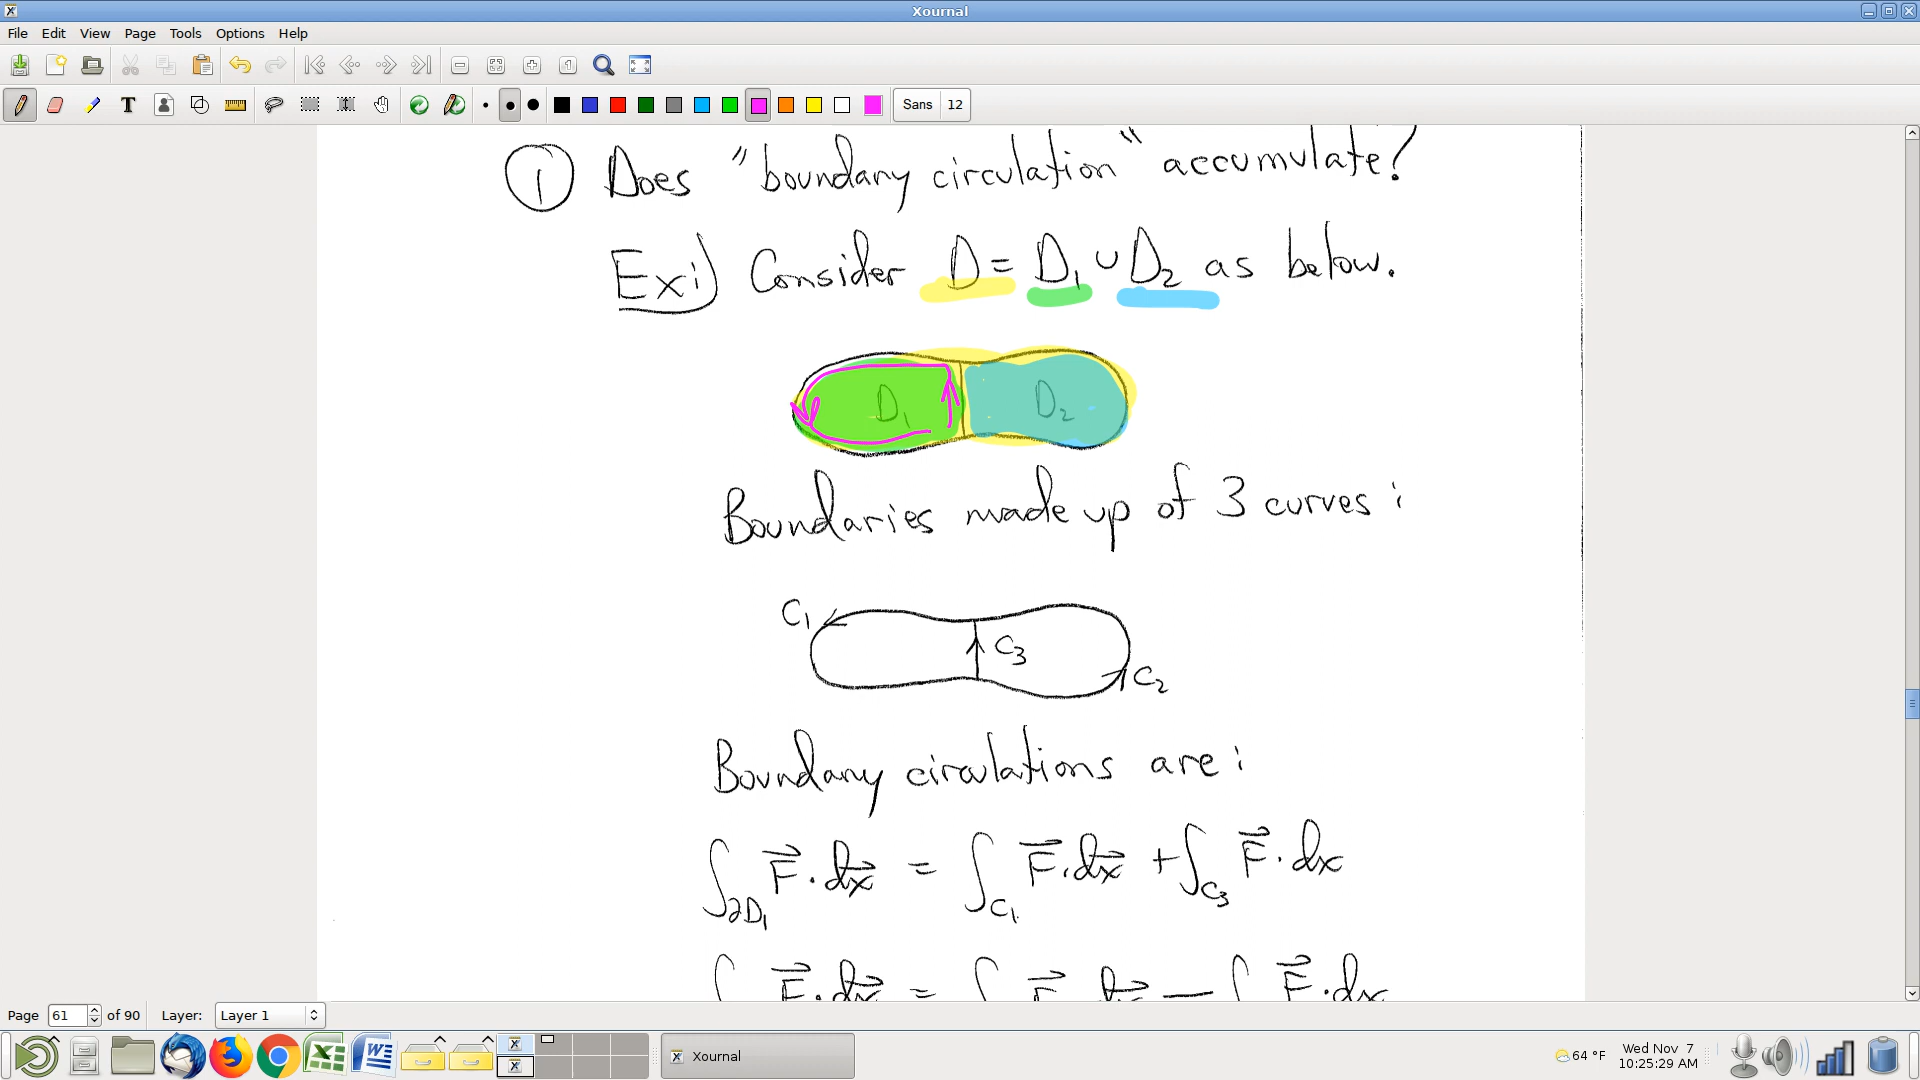 Xournal
File Edit View Page Tools Options Help
Sans 12
① Does "boundary circulation" accumulate?
Ex:) Consider D = D₁ ∪ D₂ as below.
D₁ D₂
Boundaries made up of 3 curves:
C₁
C₃
C₂
Boundary circulations are:
∫∂D₁ F⃗·dx⃗ = ∫C₁ F⃗·dx⃗ + ∫C₃ F⃗·dx
∫ F⃗·dx⃗ = ∫ F⃗ dx⃗ − ∫ F⃗·dx
Page 61 of 90 Layer: Layer 1
Xournal
64 °F
Wed Nov 7
10:25:29 AM